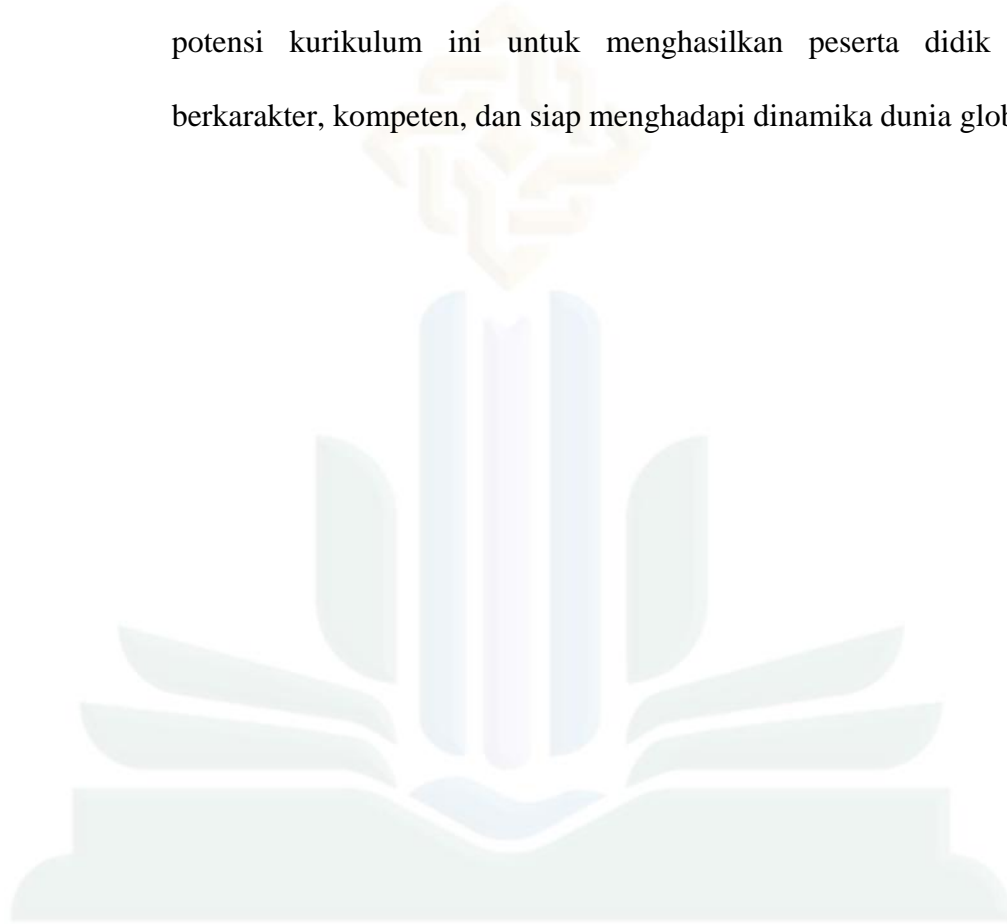 potensi kurikulum ini untuk menghasilkan peserta didik
berkarakter, kompeten, dan siap menghadapi dinamika dunia